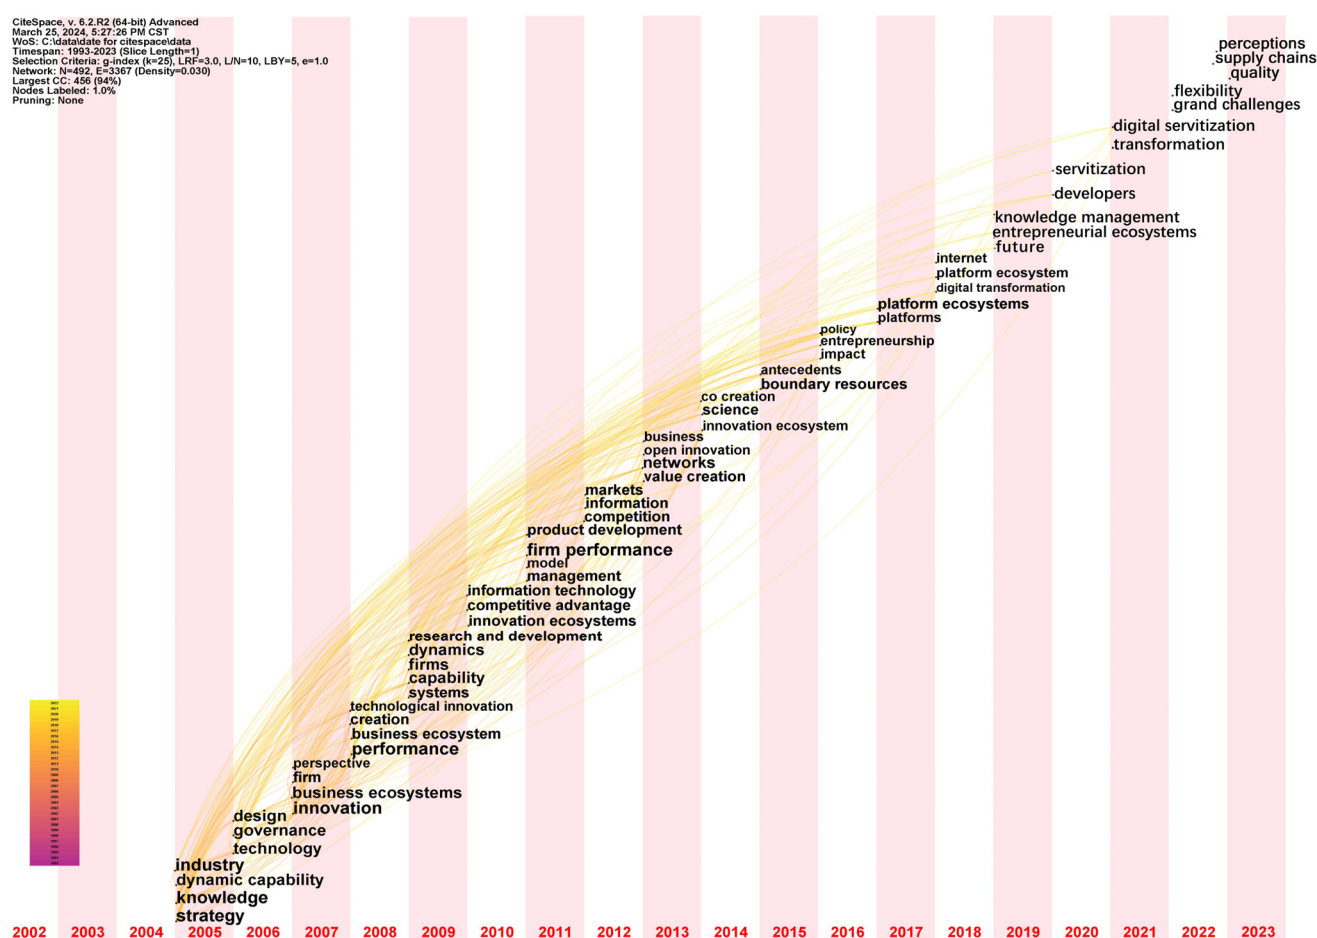 CiteSpace, v. 6.2.R2 (64-bit) Advanced
March 25, 2024, 5:27:26 PM CST
WoS: C:\data\date for citespace\data
Timespan: 1993-2023 (Slice Length=1)
Selection Criteria: g-index (k=25), LRF=3.0, L/N=10, LBY=5, e=1.0
Network: N=492, E=3367 (Density=0.030)
Largest CC: 456 (94%)
Nodes Labeled: 1.0%
Pruning: None
perceptions
supply chains
quality
flexibility
grand challenges
digital servitization
transformation
servitization
developers
knowledge management
entrepreneurial ecosystems
future
internet
platform ecosystem
digital transformation
platform ecosystems
platforms
policy
entrepreneurship
impact
antecedents
boundary resources
co creation
science
innovation ecosystem
business
open innovation
networks
value creation
markets
information
competition
product development
firm performance
model
management
information technology
competitive advantage
innovation ecosystems
research and development
dynamics
firms
capability
systems
technological innovation
creation
business ecosystem
performance
perspective
firm
business ecosystems
innovation
design
governance
technology
industry
dynamic capability
knowledge
strategy
2002 2003 2004 2005 2006 2007 2008 2009 2010 2011 2012 2013 2014 2015 2016 2017 2018 2019 2020 2021 2022 2023